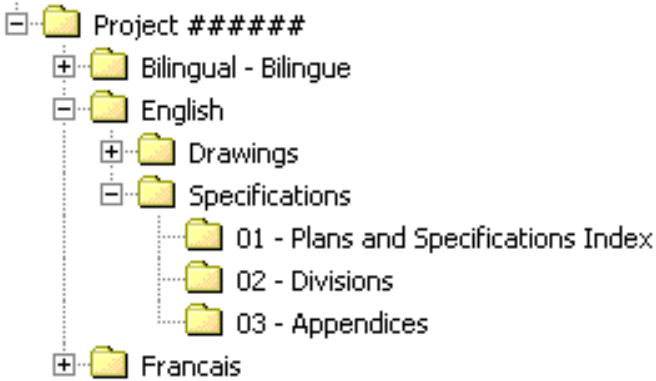 Project ######
Bilingual - Bilingue
English
Drawings
Specifications
01 - Plans and Specifications Index
02 - Divisions
03 - Appendices
Francais